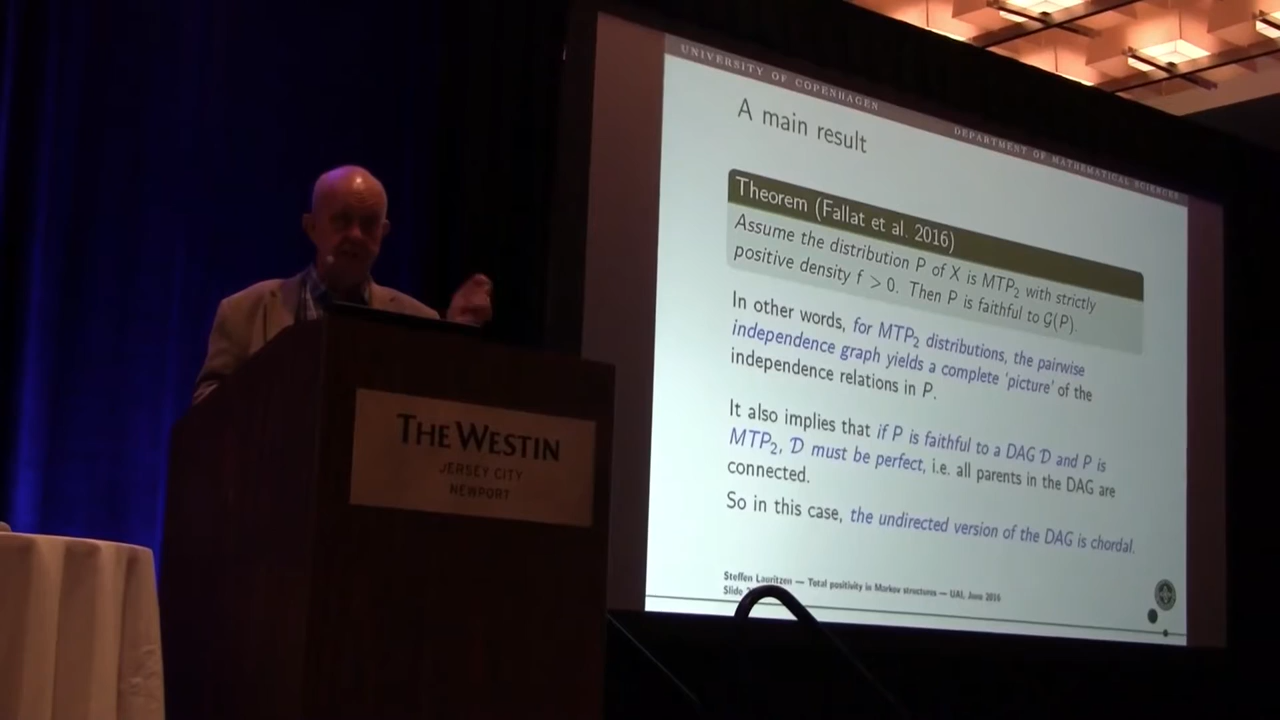 THE WESTIN
JERSEY CITY
NEWPORT
UNIVERSITY OF COPENHAGEN
DEPARTMENT OF MATHEMATICAL SCIENCES
A main result
Theorem (Fallat et al. 2016)
Assume the distribution P of X is MTP₂ with strictly
positive density f > 0. Then P is faithful to G(P).
In other words, for MTP₂ distributions, the pairwise
independence graph yields a complete ‘picture’ of the
independence relations in P.
It also implies that if P is faithful to a DAG D and P is
MTP₂, D must be perfect, i.e. all parents in the DAG are
connected.
So in this case, the undirected version of the DAG is chordal.
Steffen Lauritzen — Total positivity in Markov structures — UAI, June 2016
Slide